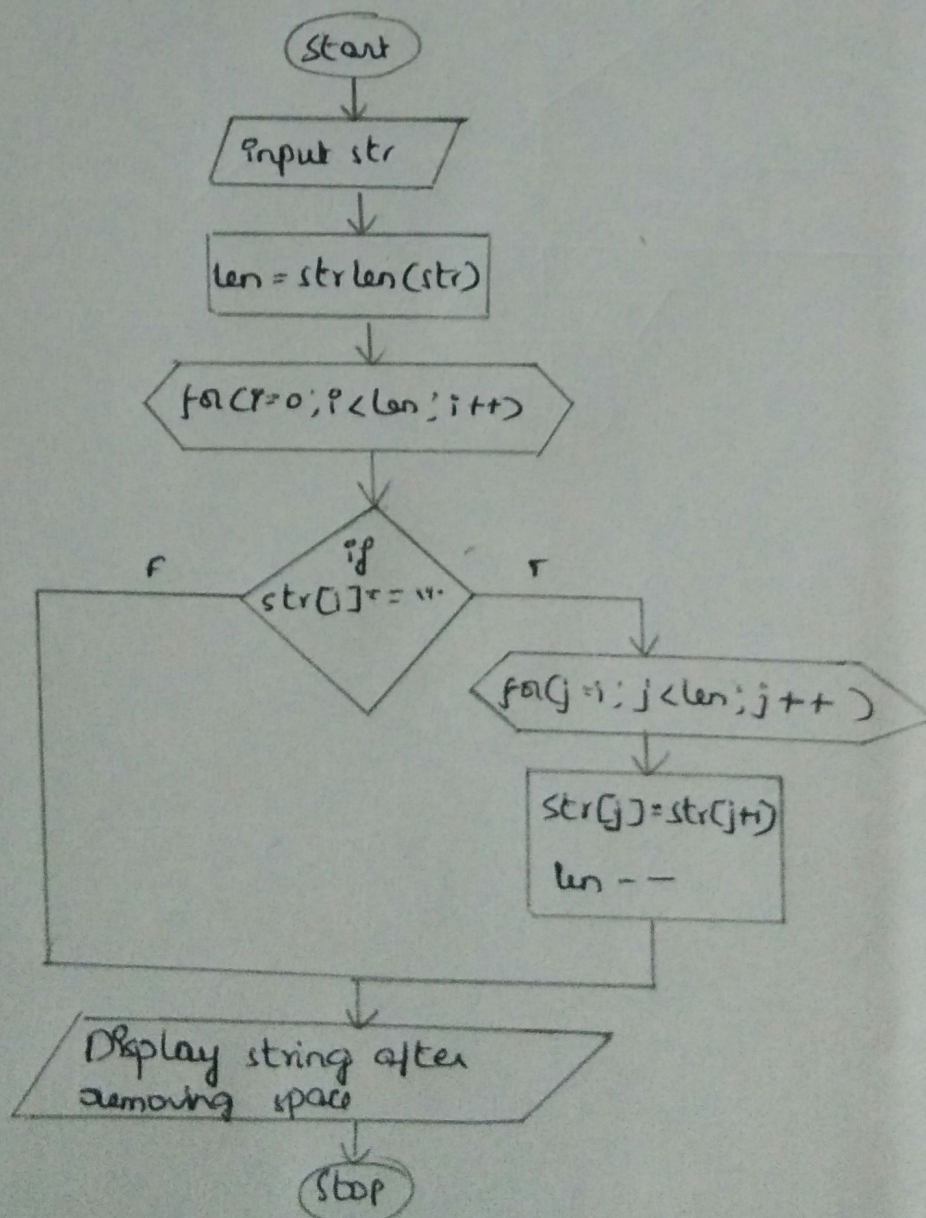 Start
input str
len = strlen(str)
for(i=0; i<len; i++)
if
F
T
str[i] == " "
for(j=i; j<len; j++)
str[j]=str[j+1]
len --
Display string after
removing space
Stop